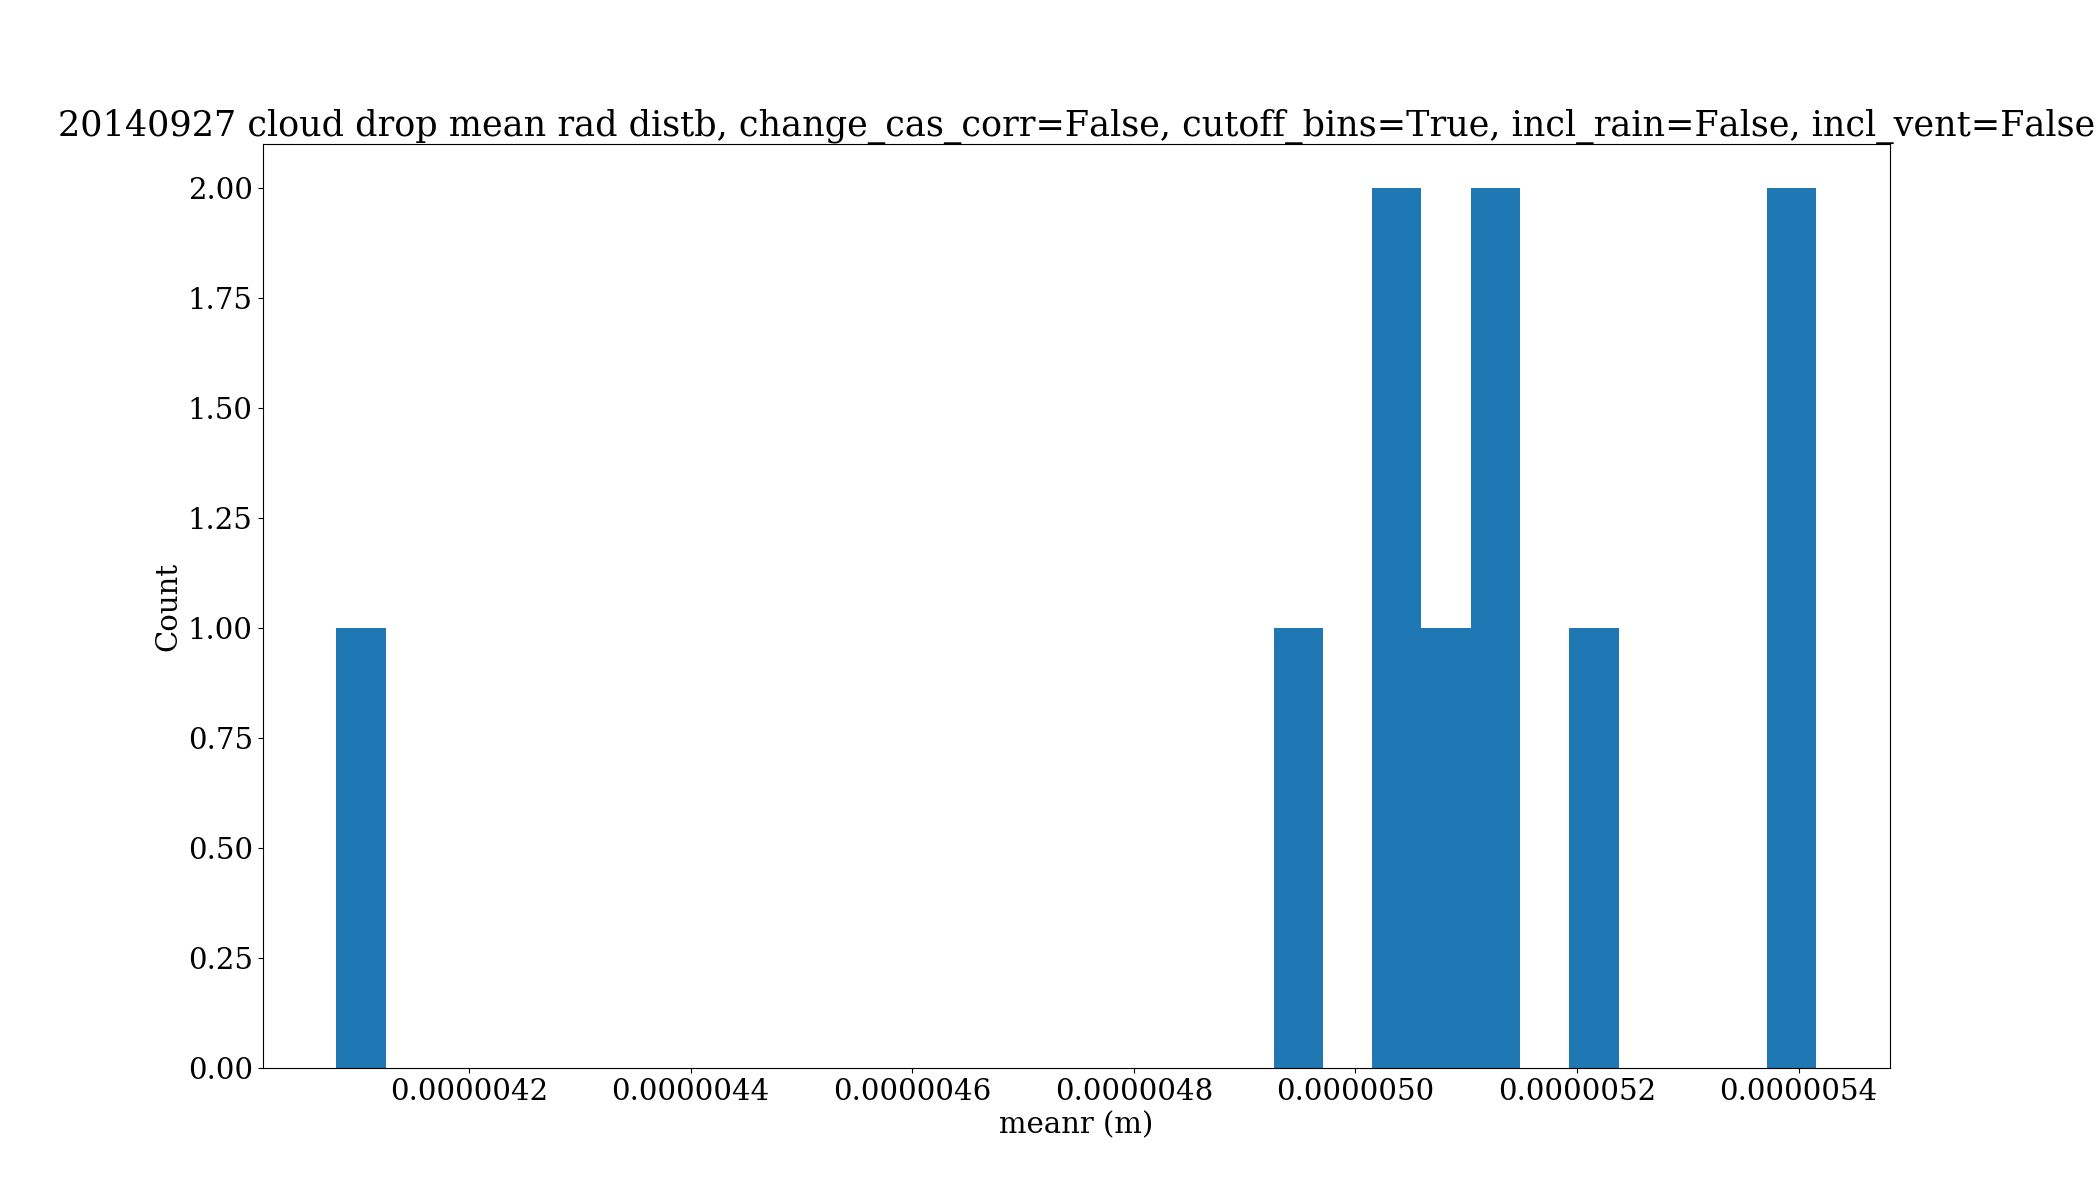 20140927 cloud drop mean rad distb, change_cas_corr=False, cutoff_bins=True, incl_rain=False, incl_vent=False
2.00
1.75
1.50
1.25
1.00
0.75
0.50
0.25
0.00
Count
0.0000042 0.0000044 0.0000046 0.0000048 0.0000050 0.0000052 0.0000054
meanr (m)